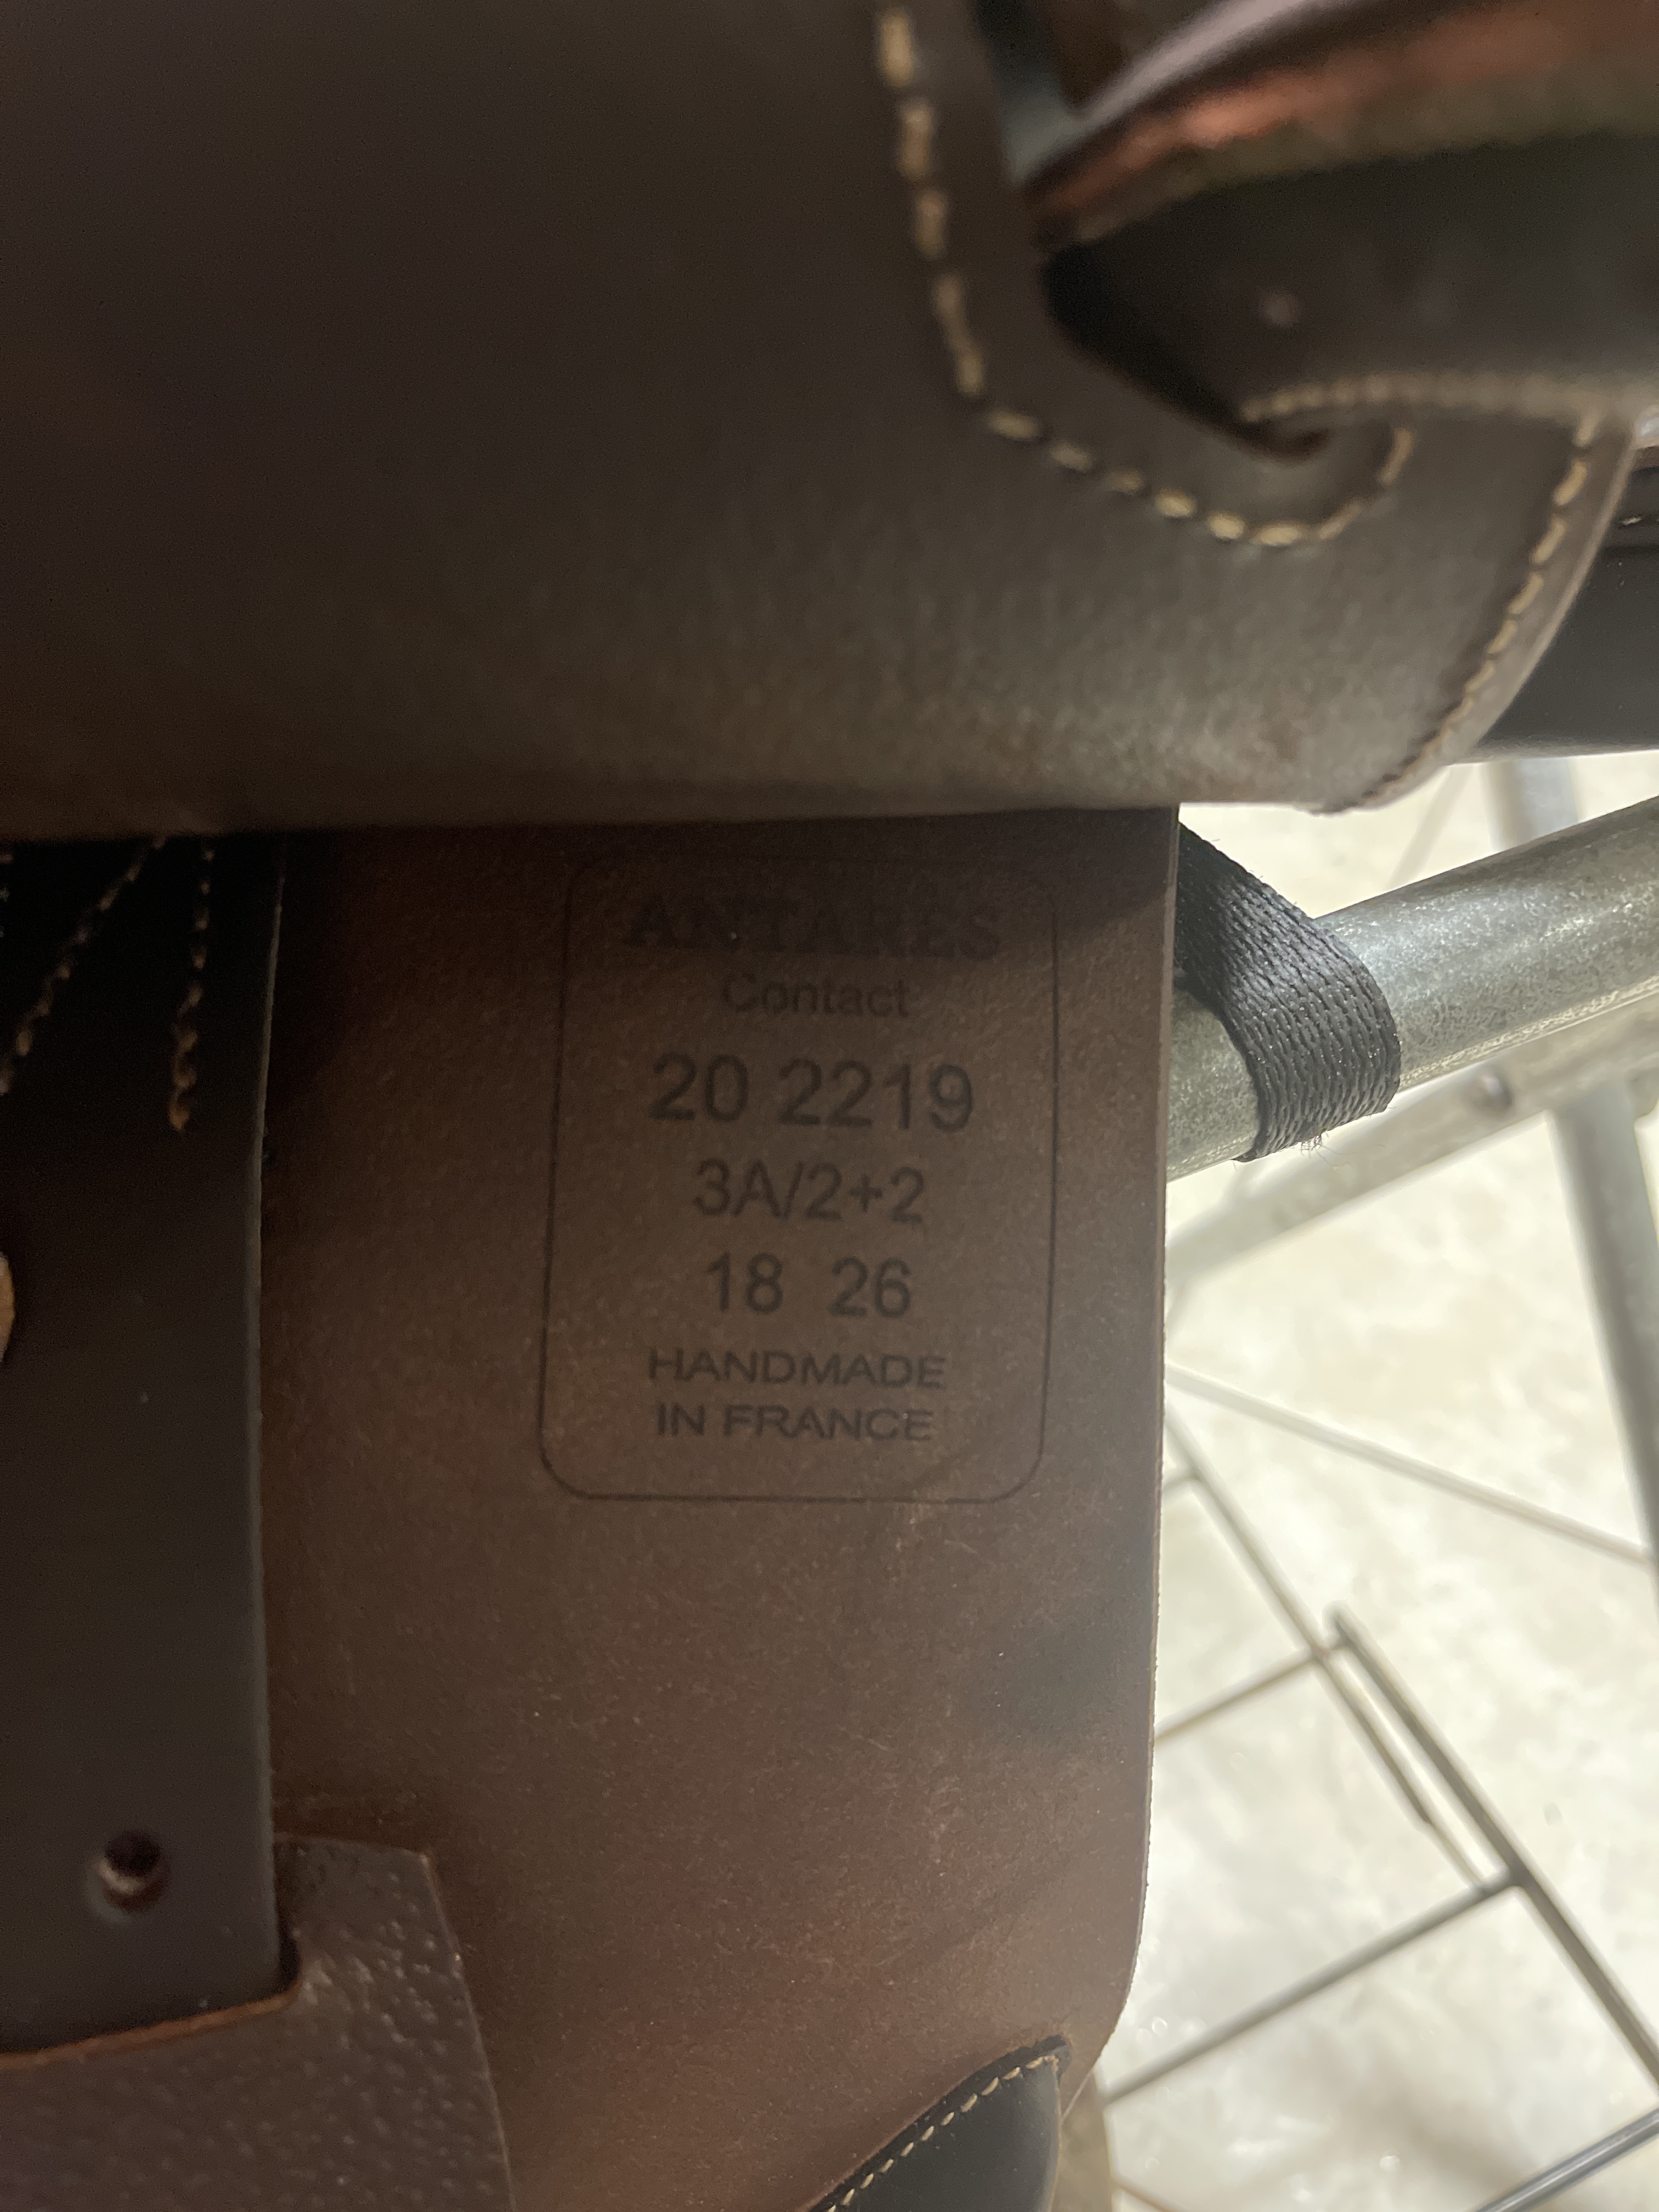 ANTARES
Contact
20 2219
3A/2+2
18 26
HANDMADE
IN FRANCE